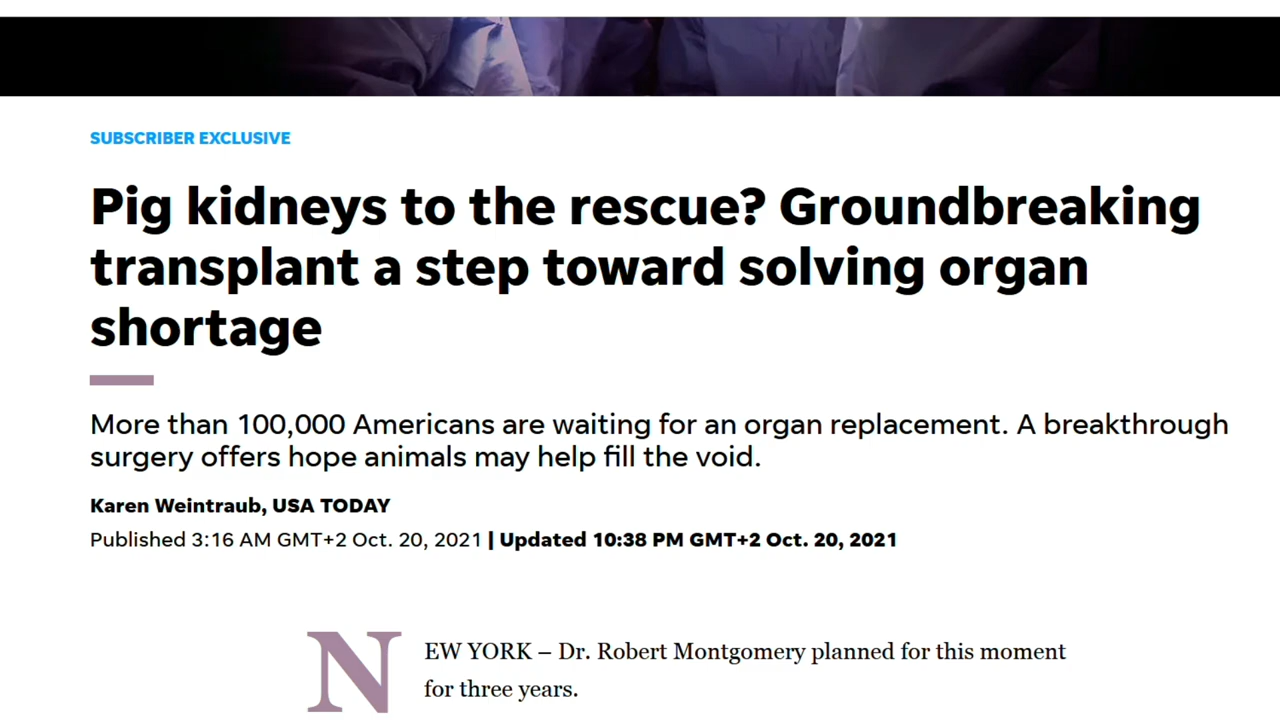 SUBSCRIBER EXCLUSIVE
Pig kidneys to the rescue? Groundbreaking
transplant a step toward solving organ
shortage
More than 100,000 Americans are waiting for an organ replacement. A breakthrough
surgery offers hope animals may help fill the void.
Karen Weintraub, USA TODAY
Published 3:16 AM GMT+2 Oct. 20, 2021 | Updated 10:38 PM GMT+2 Oct. 20, 2021
NEW YORK – Dr. Robert Montgomery planned for this moment
for three years.